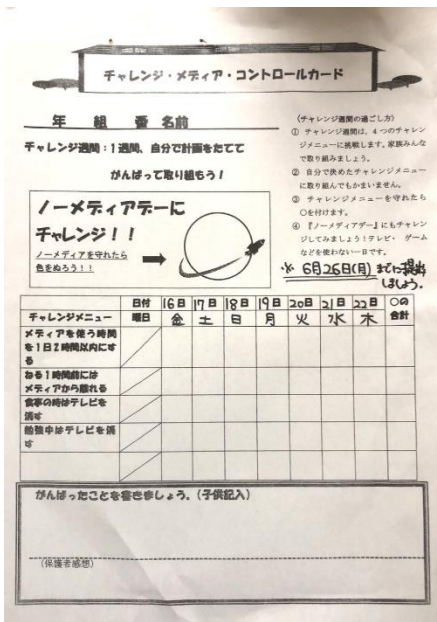 チャレンジ・メディア・コントロールカード
年 組 番 名前
チャレンジ週間：1週間、自分で計画をたてて
がんばって取り組もう！
(チャレンジ週間の過ごし方)
① チャレンジ週間は、4つのチャレン
ジメニューに挑戦します。家族みんな
で取り組みましょう。
② 自分で決めたチャレンジメニュー
に取り組んでもかまいません。
③ チャレンジメニューを守れたら
○を付けます。
④ 『ノーメディアデー』にもチャレン
ジしてみましょう！テレビ・ ゲーム
などを使わない一日です。
ノーメディアデーに
チャレンジ！！
ノーメディアを守れたら
色をぬろう！！
※ 6月26日(月) までに提出
しましょう。
日付 16日 17日 18日 19日 20日 21日 22日 ○の
チャレンジメニュー 曜日 金 土 日 月 火 水 木 合計
メディアを使う時間
を1日2時間以内にす
る
ねる1時間前には
メディアから離れる
食事の時はテレビを
消す
勉強中はテレビを消
す
がんばったことを書きましょう。(子供記入)
(保護者感想)